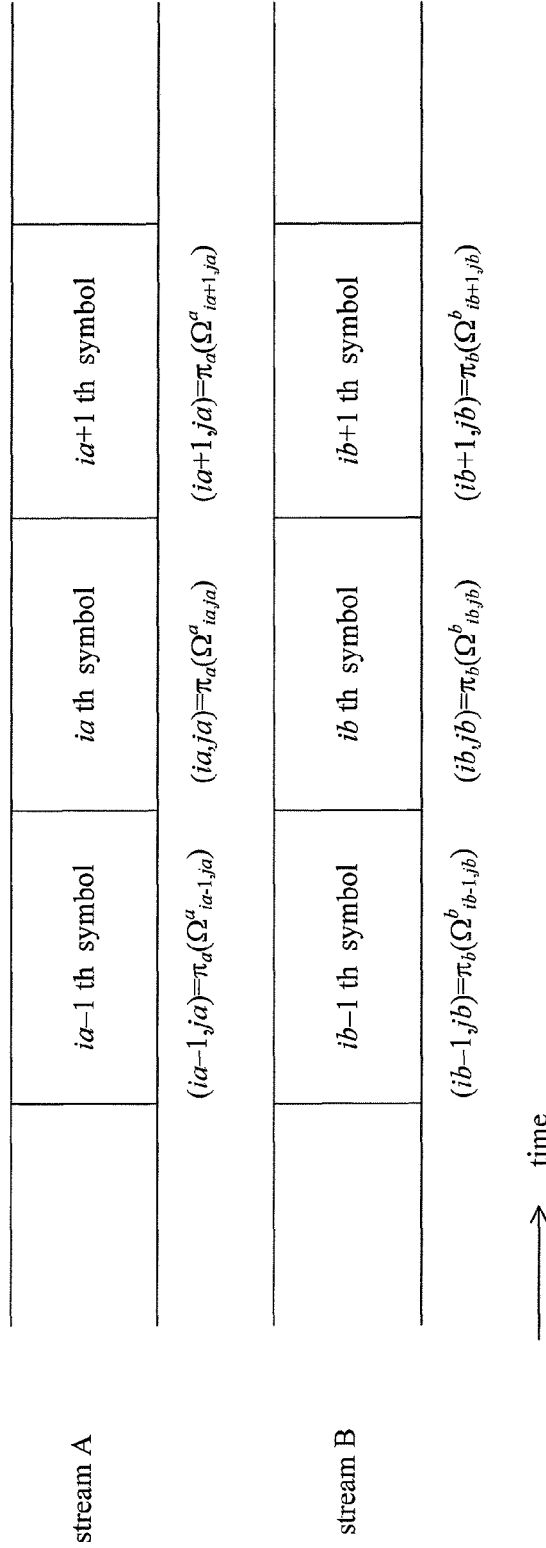 stream A
ia−1 th symbol
ia th symbol
ia+1 th symbol
(ia−1,ja)=πa(Ωᵃia-1,ja)
(ia,ja)=πa(Ωᵃia,ja)
(ia+1,ja)=πa(Ωᵃia+1,ja)
stream B
ib−1 th symbol
ib th symbol
ib+1 th symbol
(ib−1,jb)=πb(Ωᵇib-1,jb)
(ib,jb)=πb(Ωᵇib,jb)
(ib+1,jb)=πb(Ωᵇib+1,jb)
time